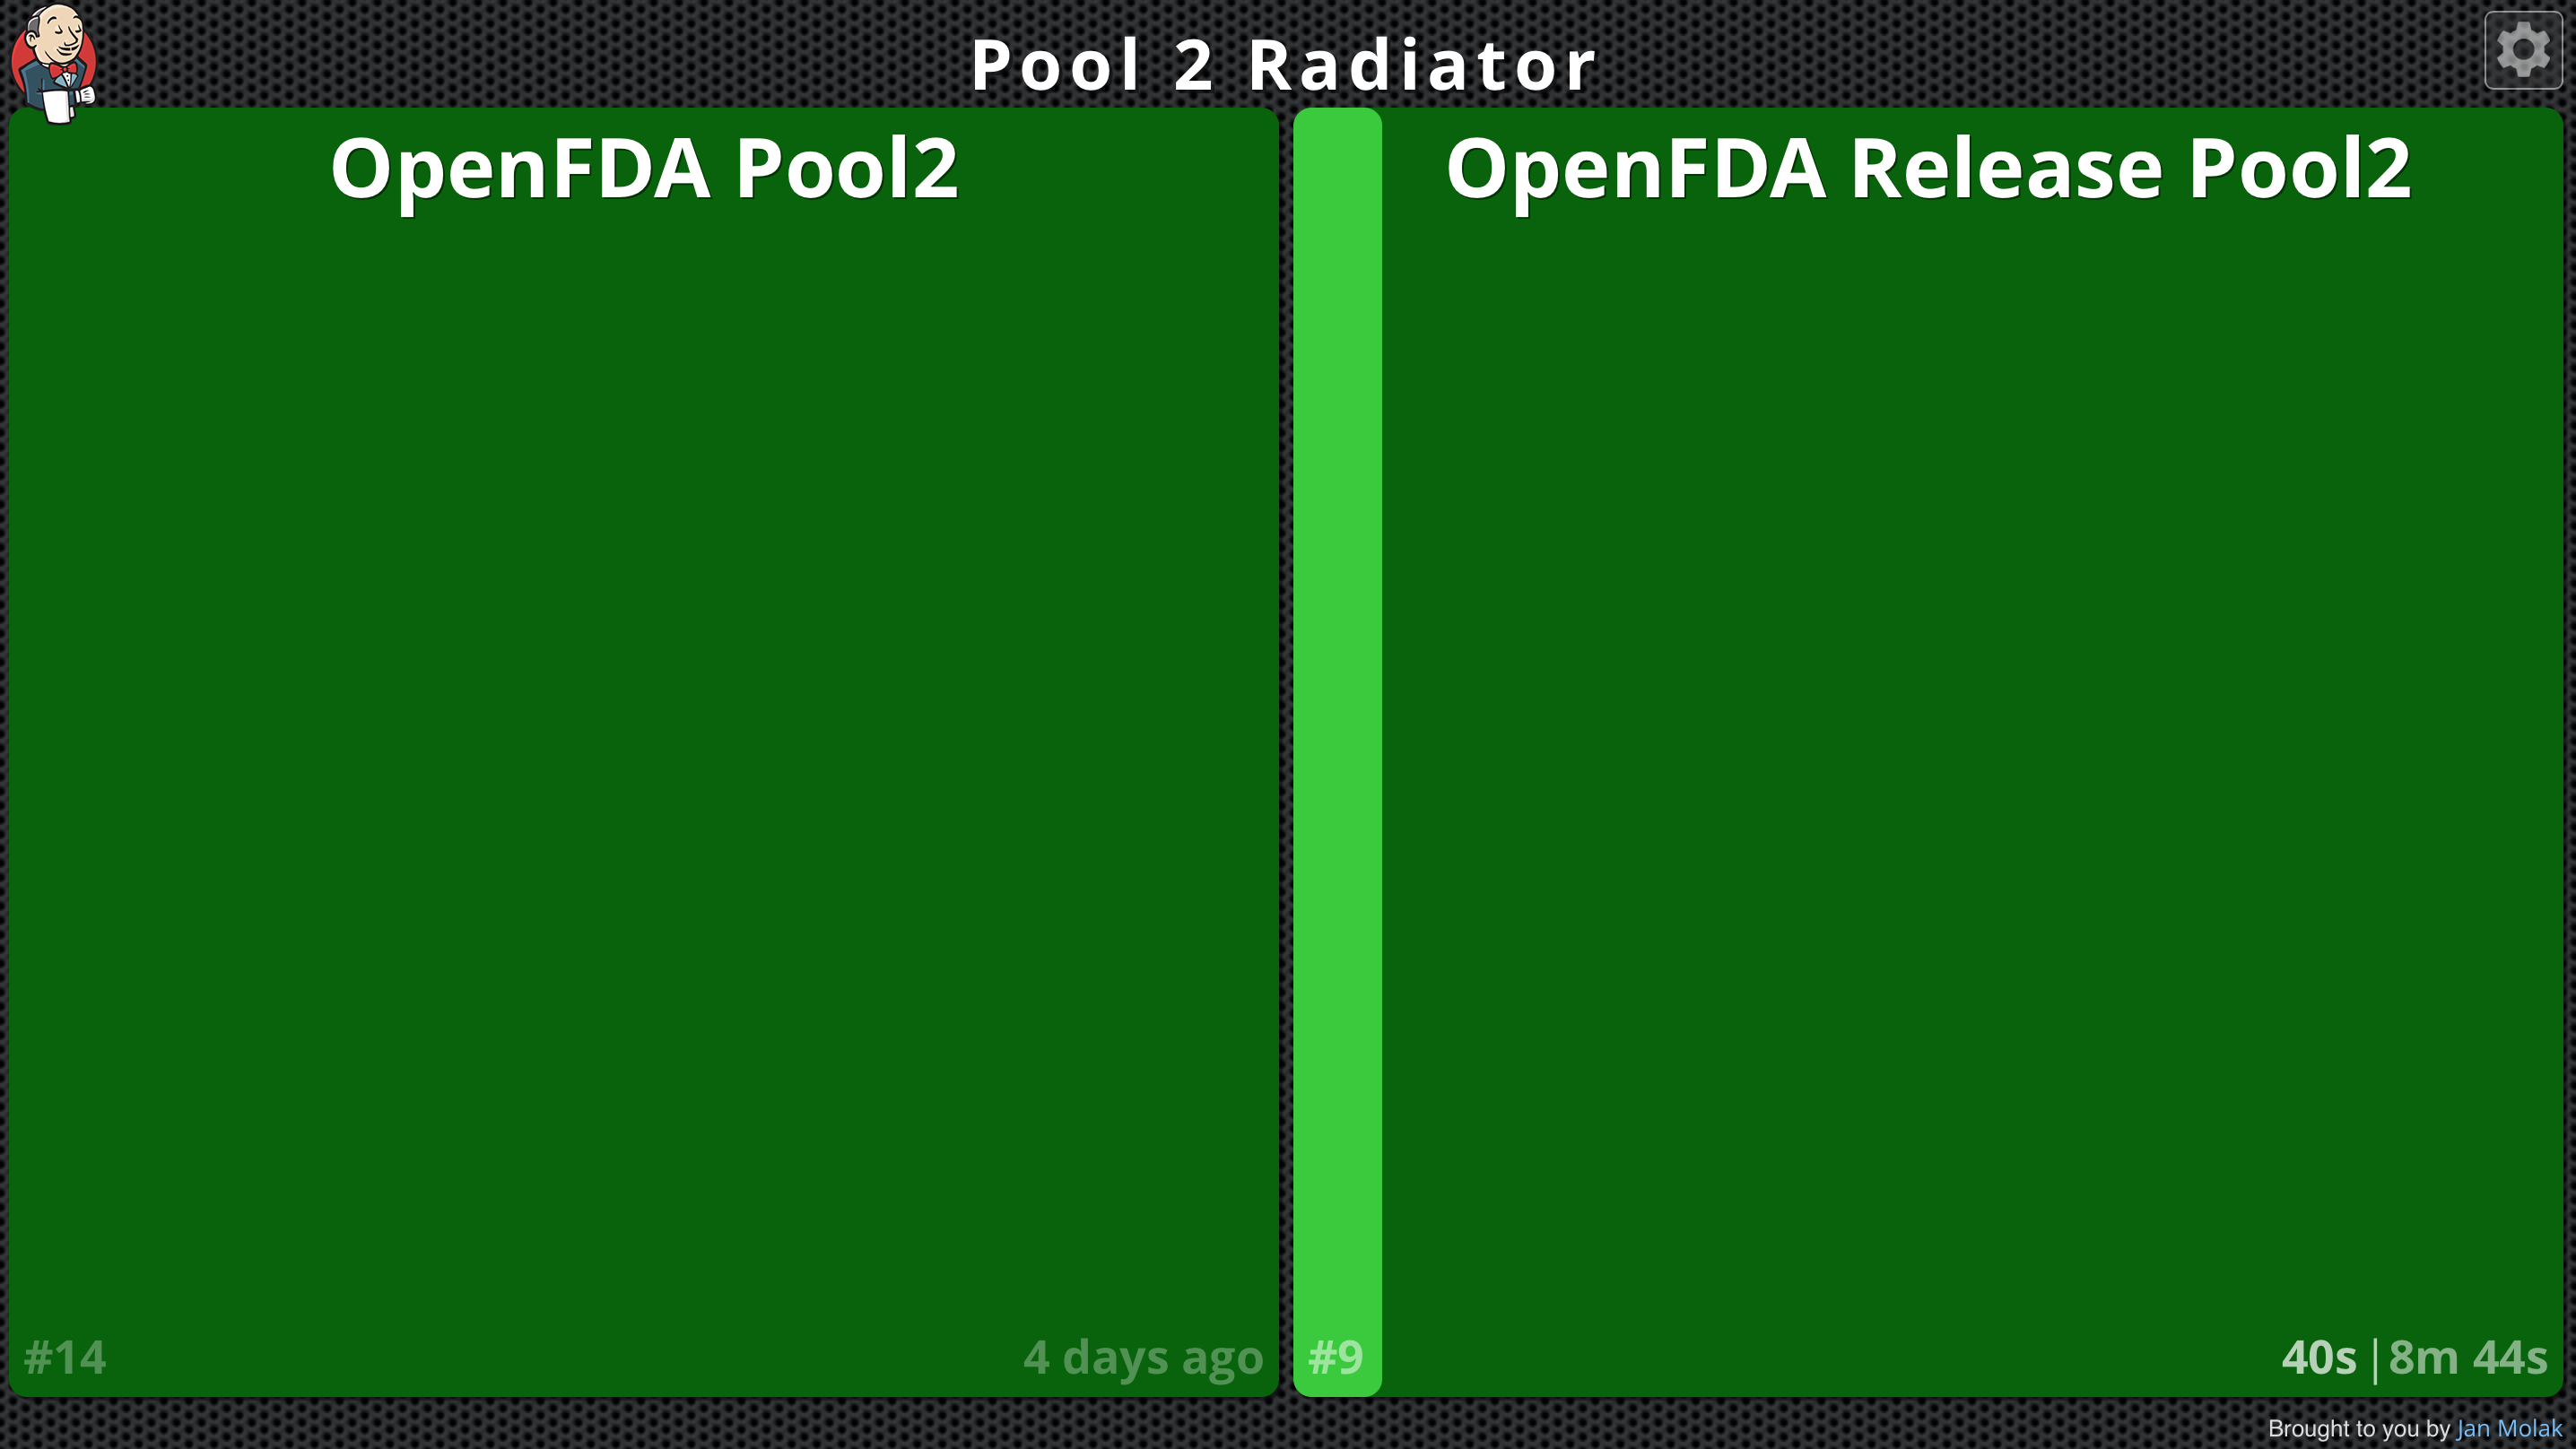 Pool 2 Radiator
OpenFDA Pool2
#14
4 days ago
OpenFDA Release Pool2
#9
40s|8m 44s
Brought to you by Jan Molak